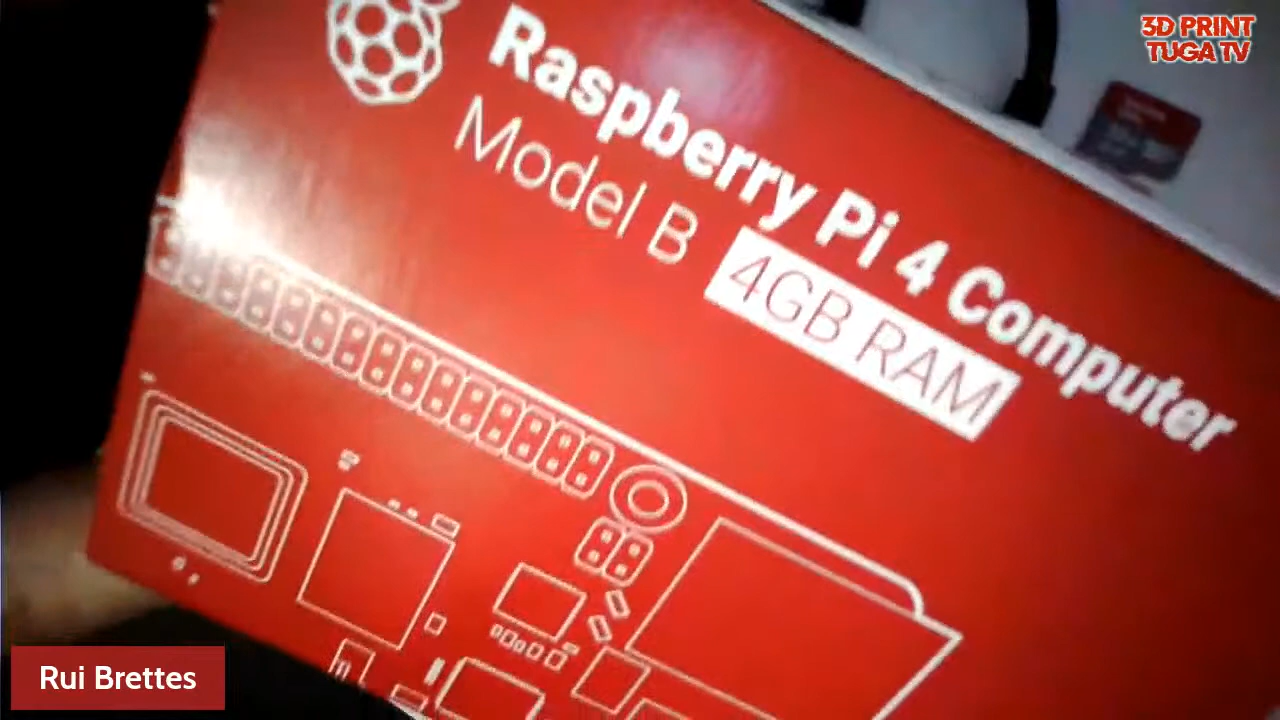 3D PRINT
TUGA TV
Raspberry Pi 4 Computer
Model B 4GB RAM
Rui Brettes